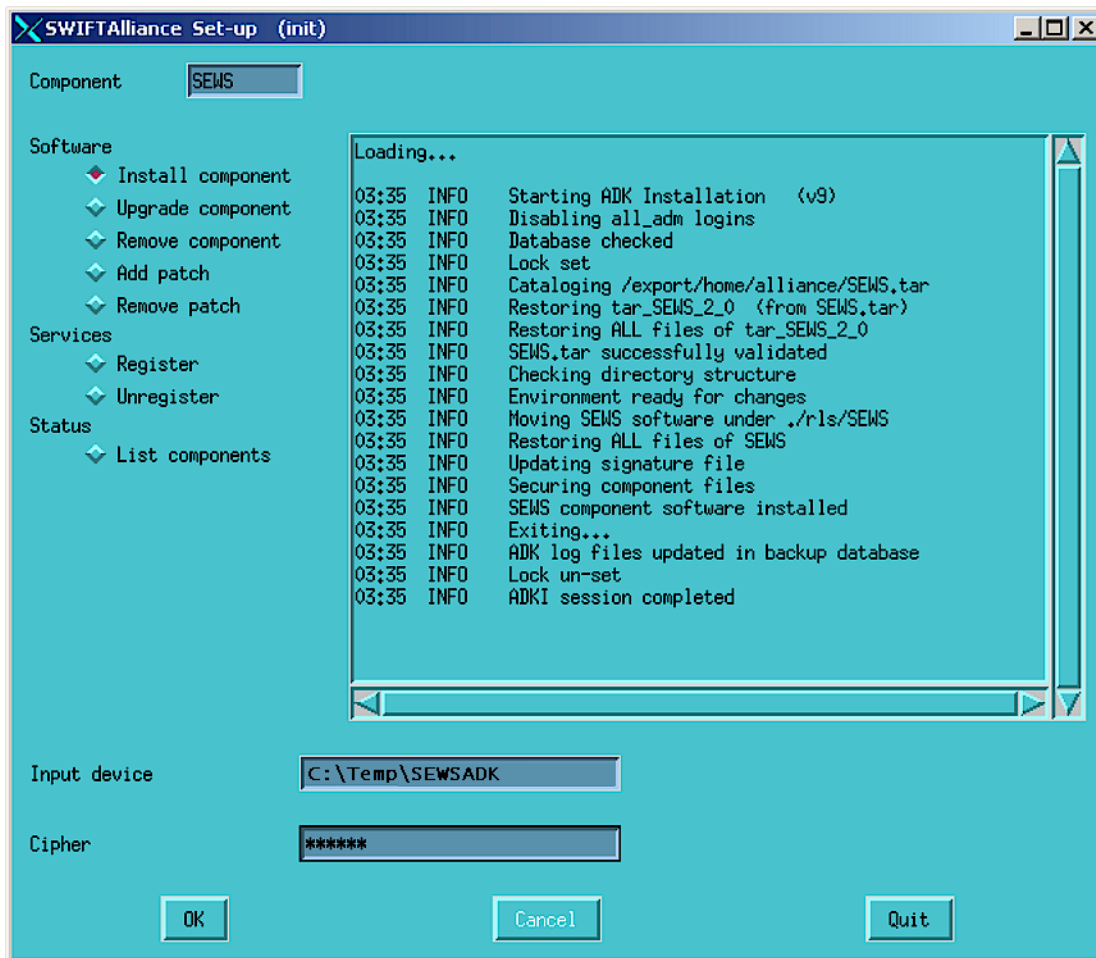 SWIFTAlliance Set-up (init)
Component SEWS
Software
Install component
Upgrade component
Remove component
Add patch
Remove patch
Services
Register
Unregister
Status
List components
Loading...
03:35 INFO Starting ADK Installation (v9)
03:35 INFO Disabling all_adm logins
03:35 INFO Database checked
03:35 INFO Lock set
03:35 INFO Cataloging /export/home/alliance/SEWS.tar
03:35 INFO Restoring tar_SEWS_2_0 (from SEWS.tar)
03:35 INFO Restoring ALL files of tar_SEWS_2_0
03:35 INFO SEWS.tar successfully validated
03:35 INFO Checking directory structure
03:35 INFO Environment ready for changes
03:35 INFO Moving SEWS software under ./rls/SEWS
03:35 INFO Restoring ALL files of SEWS
03:35 INFO Updating signature file
03:35 INFO Securing component files
03:35 INFO SEWS component software installed
03:35 INFO Exiting...
03:35 INFO ADK log files updated in backup database
03:35 INFO Lock un-set
03:35 INFO ADKI session completed
Input device C:\Temp\SEWSADK
Cipher ******
OK Cancel Quit